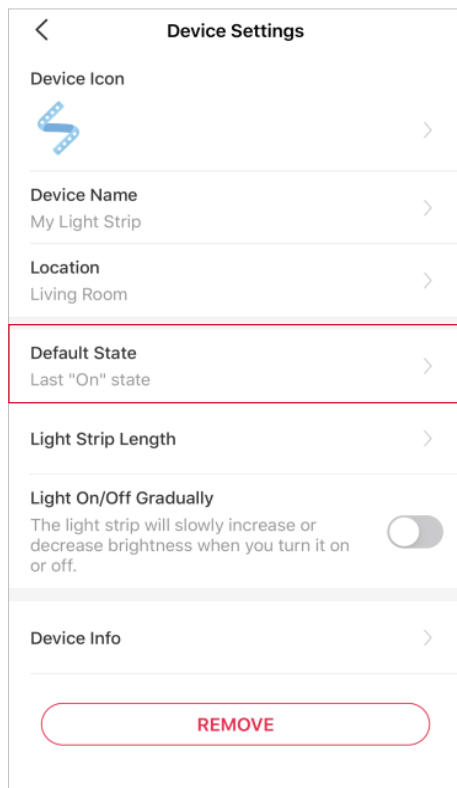 Device Settings
Device Icon
Device Name
My Light Strip
Location
Living Room
Default State
Last "On" state
Light Strip Length
Light On/Off Gradually
The light strip will slowly increase or
decrease brightness when you turn it on
or off.
Device Info
REMOVE